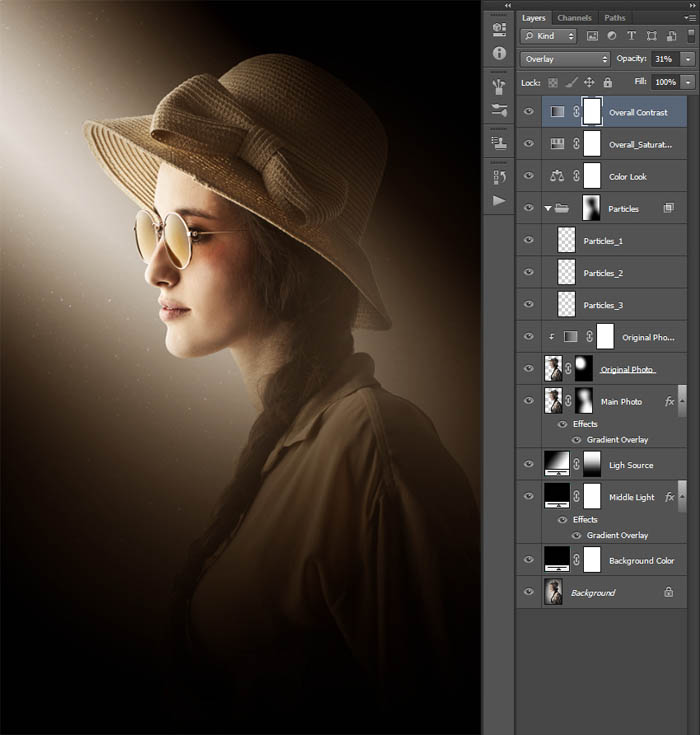 Layers Channels Paths
Kind
Overlay Opacity: 31%
Lock: Fill: 100%
Overall Contrast
Overall_Saturat...
Color Look
Particles
Particles_1
Particles_2
Particles_3
Original Pho...
Original Photo
Main Photo fx
Effects
Gradient Overlay
Ligh Source
Middle Light fx
Effects
Gradient Overlay
Background Color
Background